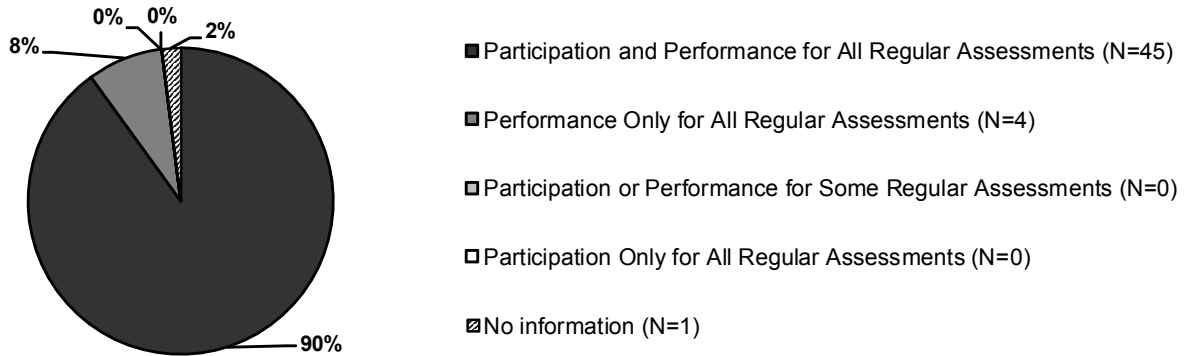 0%
0%
2%
8%
90%
Participation and Performance for All Regular Assessments (N=45)
Performance Only for All Regular Assessments (N=4)
Participation or Performance for Some Regular Assessments (N=0)
Participation Only for All Regular Assessments (N=0)
No information (N=1)